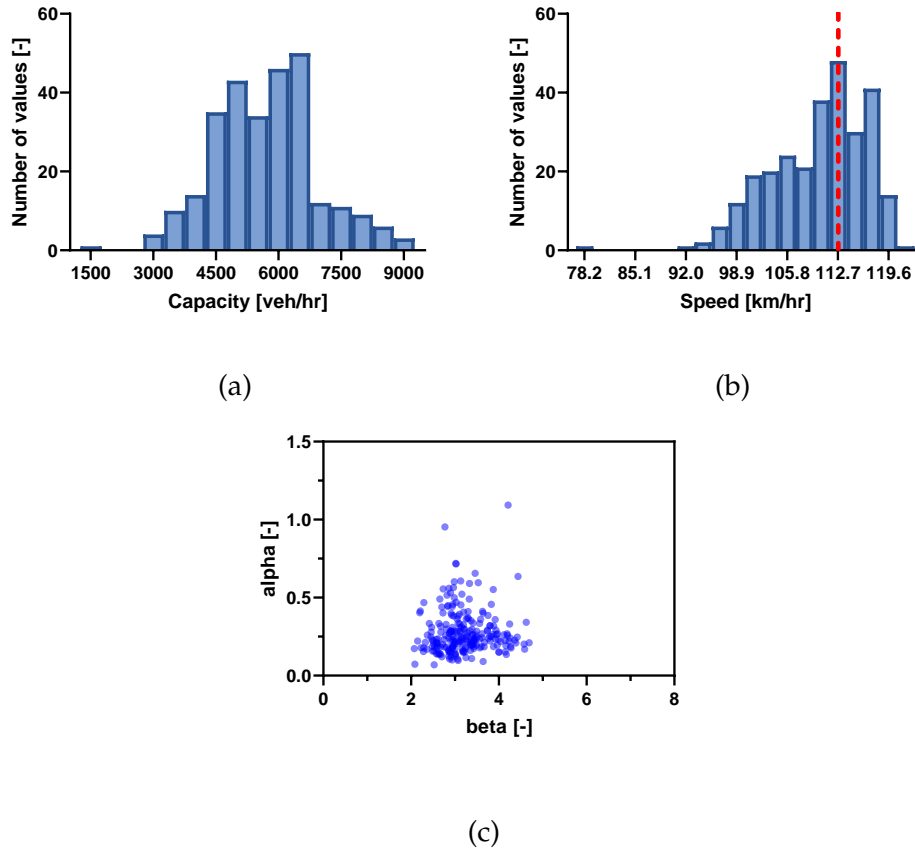 60
40
20
0
Number of values [-]
1500 3000 4500 6000 7500 9000
Capacity [veh/hr]
(a)
60
40
20
0
Number of values [-]
78.2 85.1 92.0 98.9 105.8 112.7 119.6
Speed [km/hr]
(b)
1.5
1.0
0.5
0.0
alpha [-]
0 2 4 6 8
beta [-]
(c)